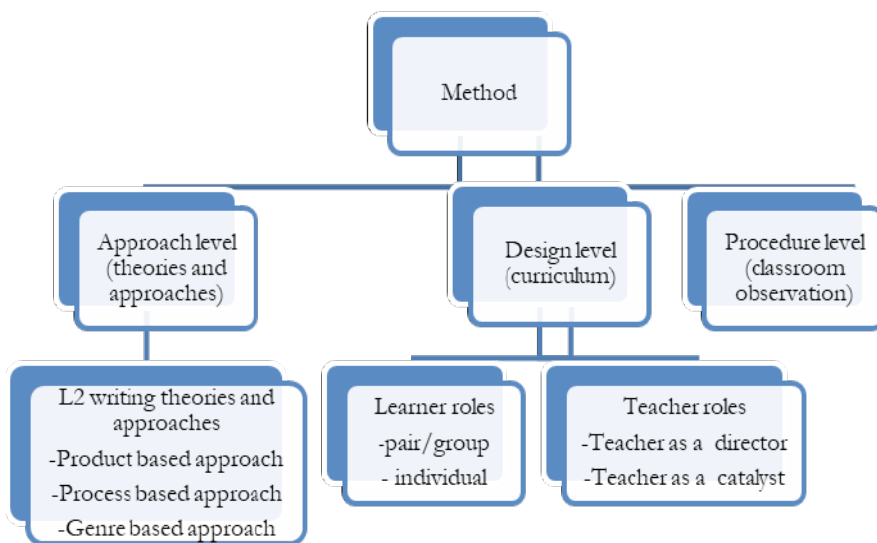 Method
Approach level
(theories and
approaches)
Design level
(curriculum)
Procedure level
(classroom
observation)
L2 writing theories and
approaches
-Product based approach
-Process based approach
-Genre based approach
Learner roles
-pair/group
- individual
Teacher roles
-Teacher as a director
-Teacher as a catalyst